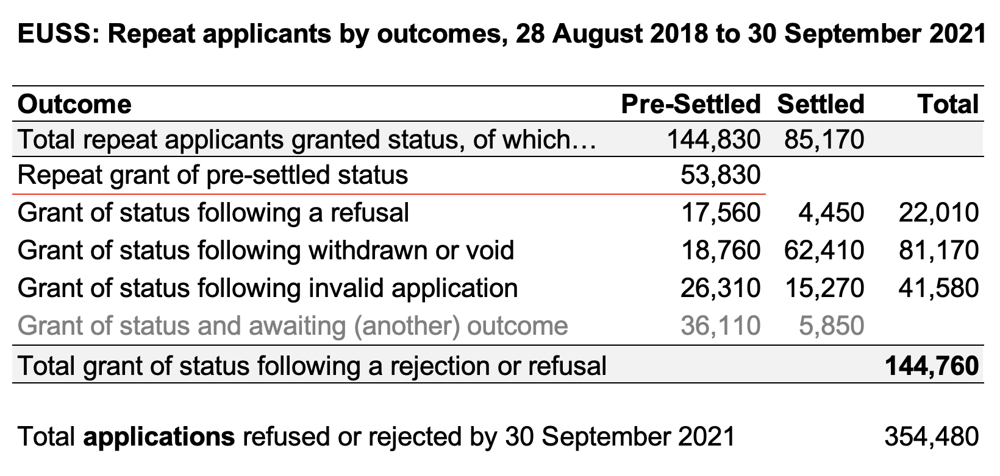 EUSS: Repeat applicants by outcomes, 28 August 2018 to 30 September 2021
Outcome Pre-Settled Settled Total
Total repeat applicants granted status, of which… 144,830 85,170
Repeat grant of pre-settled status 53,830
Grant of status following a refusal 17,560 4,450 22,010
Grant of status following withdrawn or void 18,760 62,410 81,170
Grant of status following invalid application 26,310 15,270 41,580
Grant of status and awaiting (another) outcome 36,110 5,850
Total grant of status following a rejection or refusal 144,760
Total applications refused or rejected by 30 September 2021 354,480